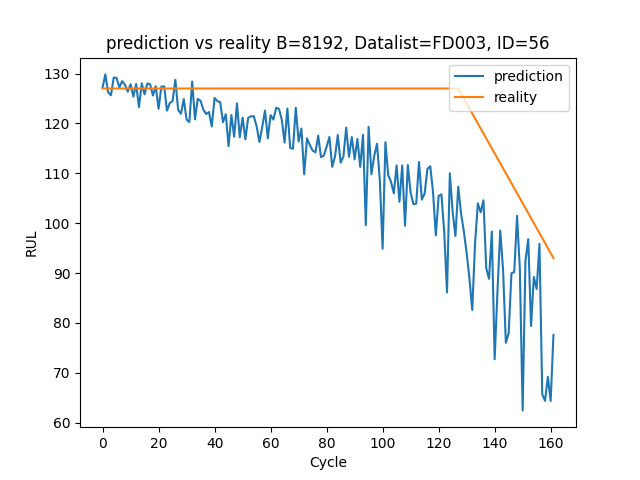 prediction vs reality B=8192, Datalist=FD003, ID=56
prediction
reality
130
120
110
100
90
80
70
60
RUL
0 20 40 60 80 100 120 140 160
Cycle